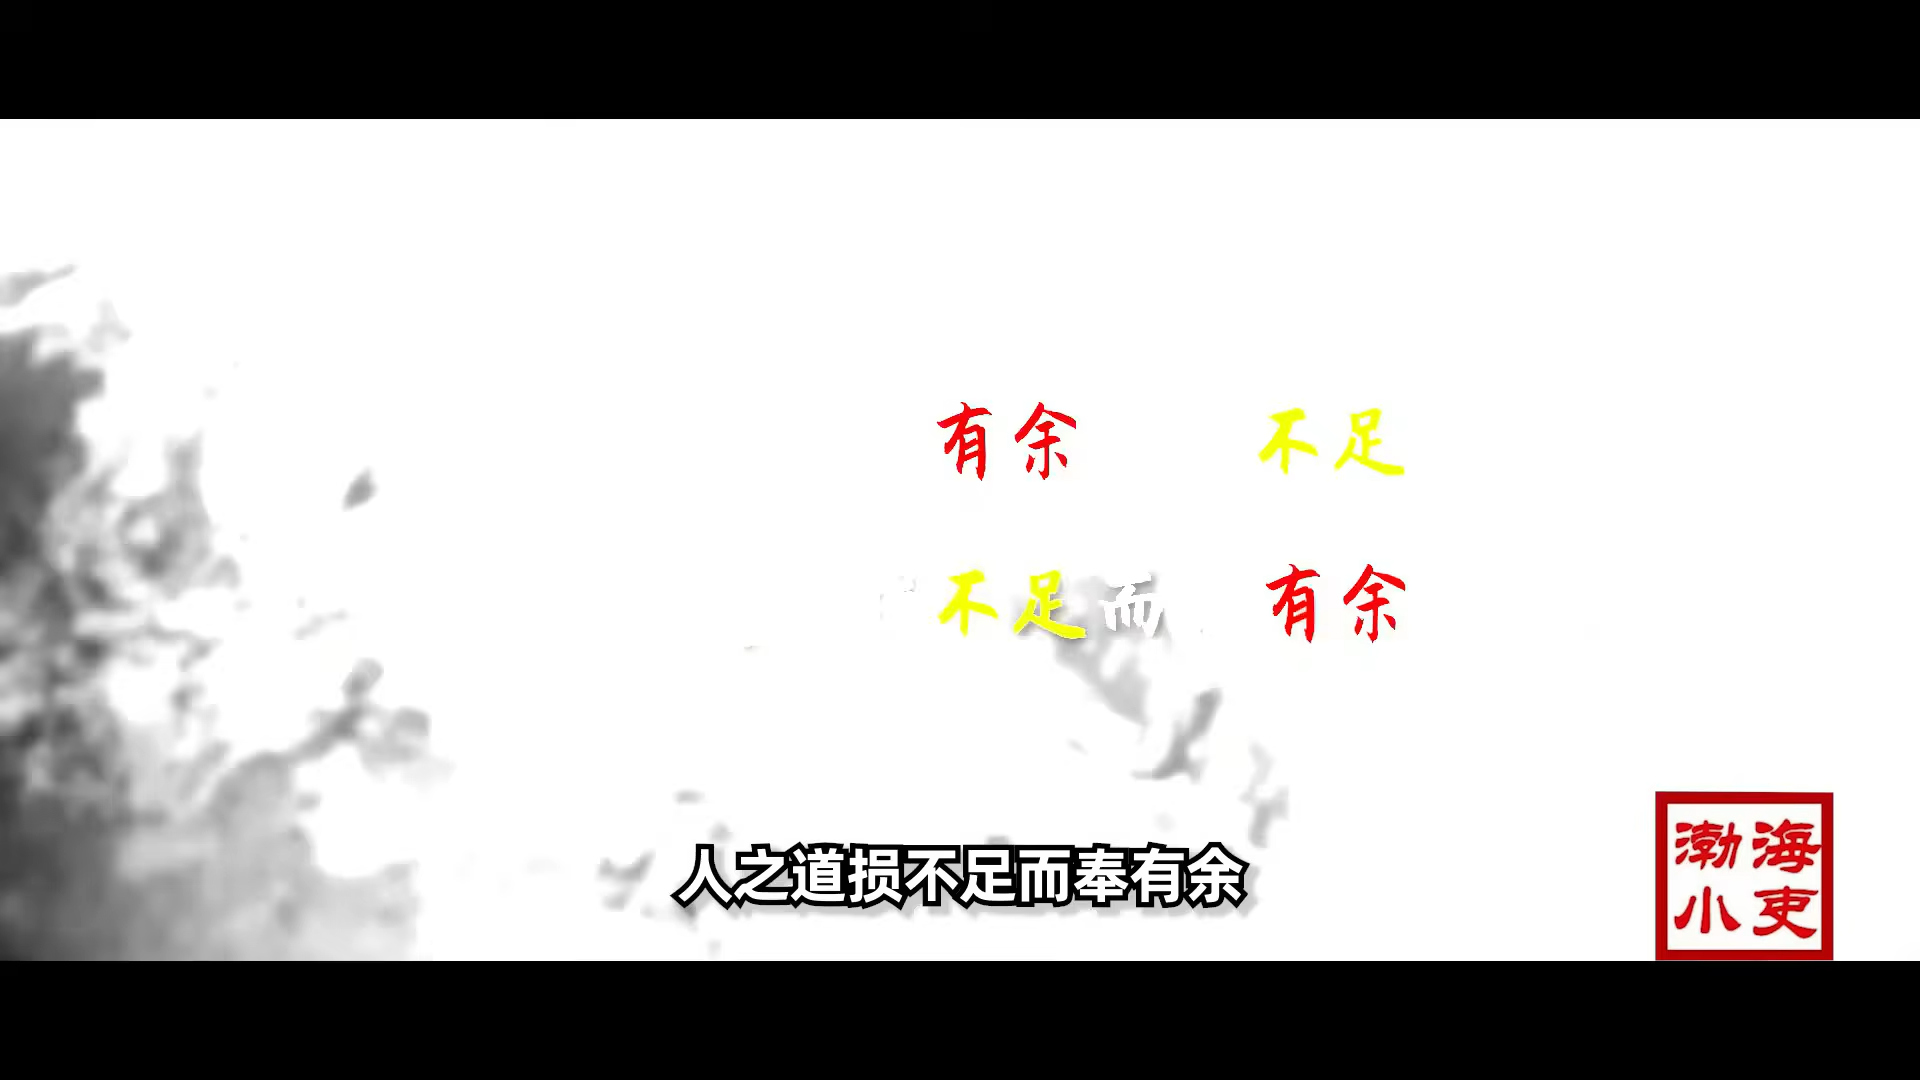 有余 不足
不足而 有余
人之道损不足而奉有余
渤海
小吏